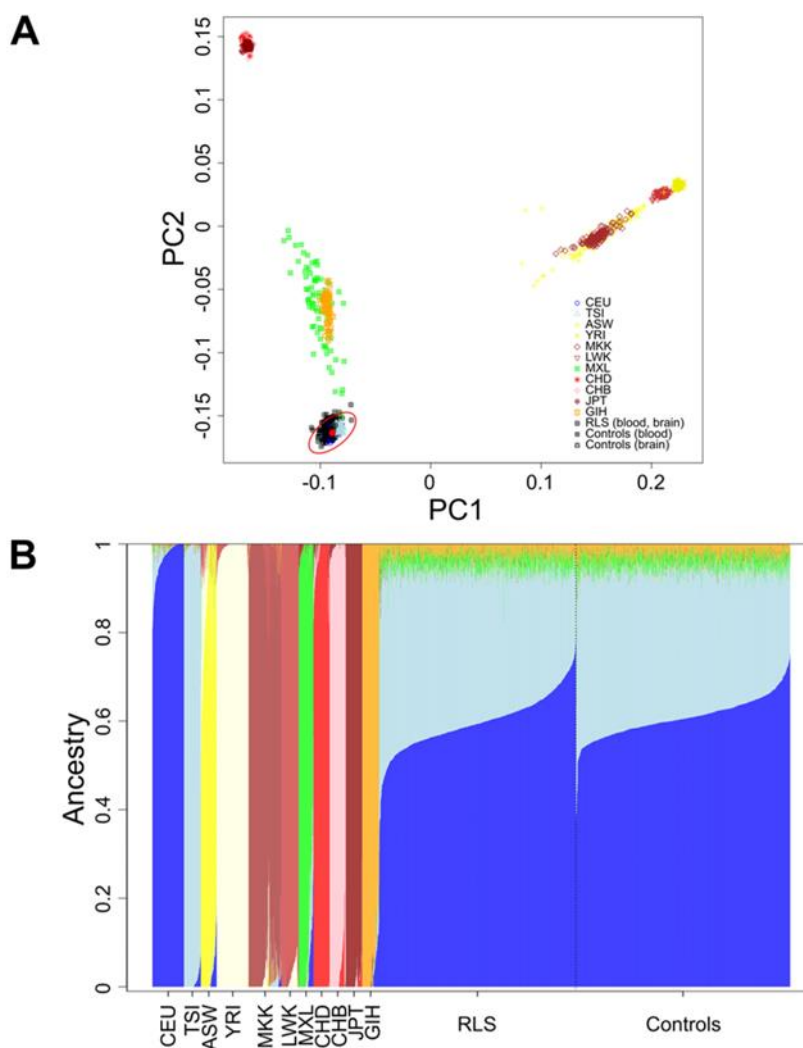 A
0.15
0.1
0.05
0
-0.05
-0.1
-0.15
PC2
CEU
TSI
ASW
YRI
MKK
LWK
MXL
CHD
CHB
JPT
GIH
RLS (blood, brain)
Controls (blood)
Controls (brain)
-0.1 0 0.1 0.2
PC1
B
1
0.8
0.6
0.4
0.2
0
Ancestry
CEU TSI ASW YRI MKK LWK MXL CHD CHB JPT GIH RLS Controls